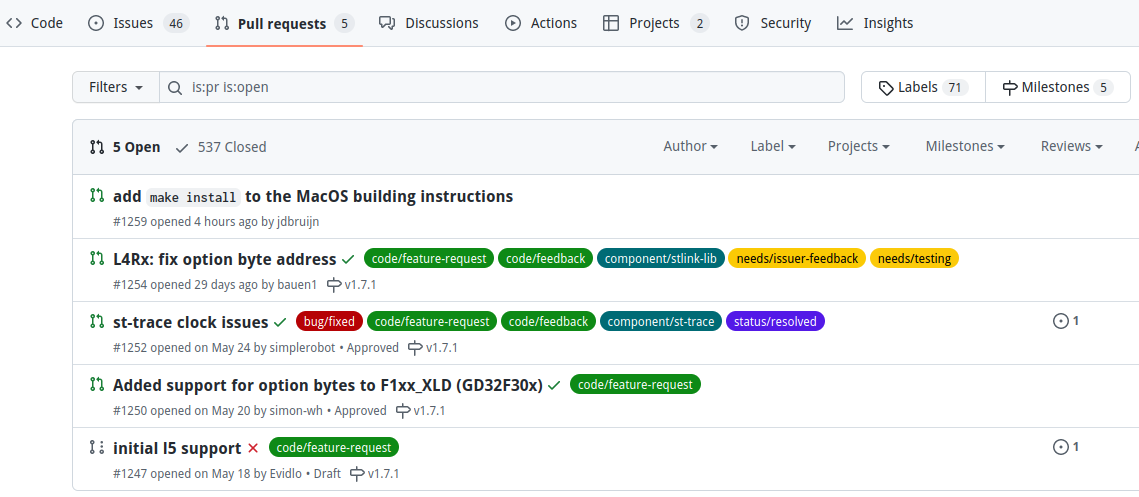 Code Issues 46 Pull requests 5 Discussions Actions Projects 2 Security Insights
Filters is:pr is:open Labels 71 Milestones 5
5 Open 537 Closed Author Label Projects Milestones Reviews
add make install to the MacOS building instructions
#1259 opened 4 hours ago by jdbruijn
L4Rx: fix option byte address code/feature-request code/feedback component/stlink-lib needs/issuer-feedback needs/testing
#1254 opened 29 days ago by bauen1 v1.7.1
st-trace clock issues bug/fixed code/feature-request code/feedback component/st-trace status/resolved 1
#1252 opened on May 24 by simplerobot • Approved v1.7.1
Added support for option bytes to F1xx_XLD (GD32F30x) code/feature-request
#1250 opened on May 20 by simon-wh • Approved v1.7.1
initial l5 support code/feature-request 1
#1247 opened on May 18 by Evidlo • Draft v1.7.1